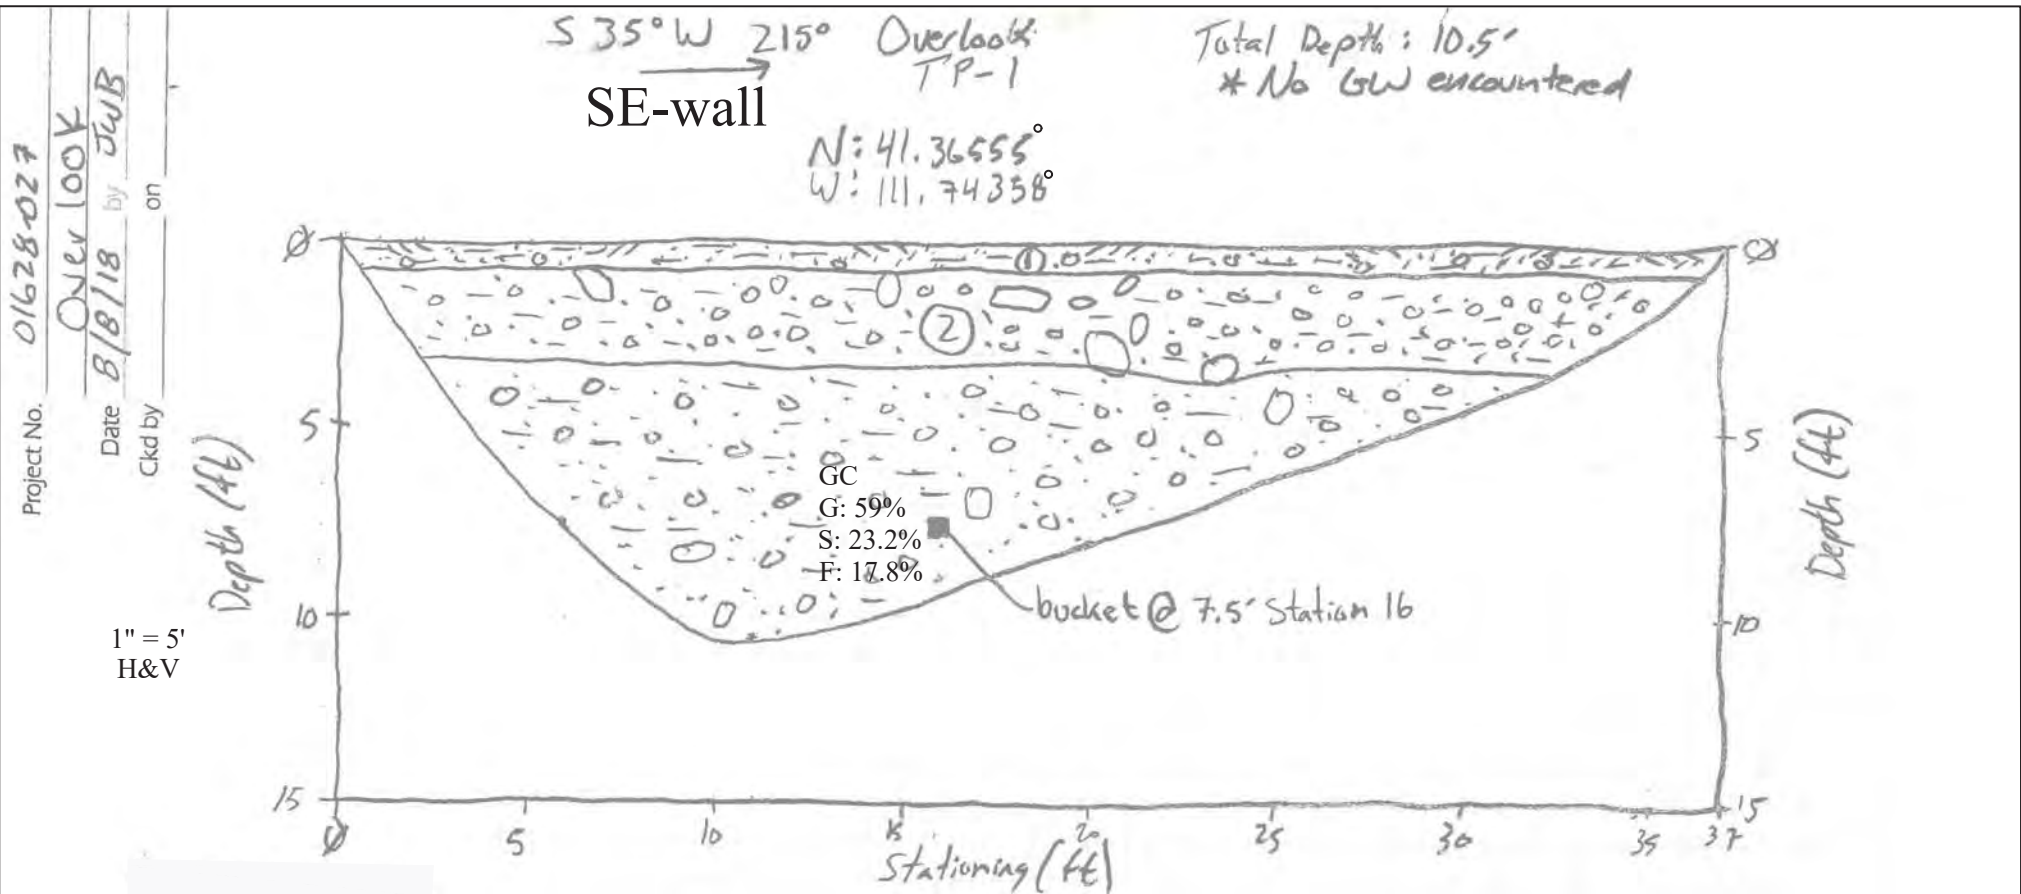 Project No. 01628-027
Overlook
Date 8/8/18 by JWB
Ckd by on
S 35° W 215° Overlook
TP-1
SE-wall
Total Depth: 10.5'
* No GW encountered
N: 41.36555°
W: 111.74358°
Ø
Ø
1
2
5
5
Depth (ft)
Depth (ft)
GC
G: 59%
S: 23.2%
F: 17.8%
bucket @ 7.5' Station 16
10
10
1" = 5'
H&V
15
15
Ø 5 10 15 20 25 30 35 37
Stationing (ft)